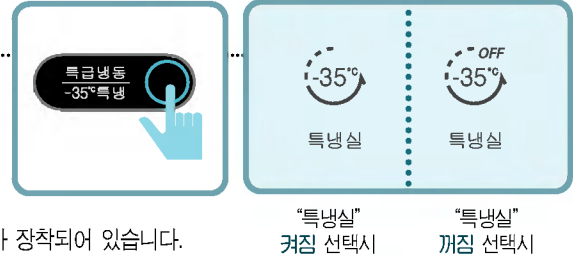 특급냉동
-35℃특냉
-35℃
특냉실
OFF
-35℃
특냉실
장착되어 있습니다.
“특냉실”
켜짐 선택시
“특냉실”
꺼짐 선택시